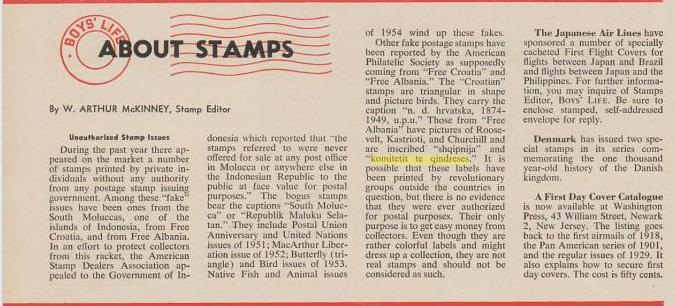 BOYS' LIFE
ABOUT STAMPS
By W. ARTHUR McKINNEY, Stamp Editor
Unauthorized Stamp Issues
During the past year there ap-
peared on the market a number
of stamps printed by private in-
dividuals without any authority
from any postage stamp issuing
government. Among these "fake"
issues have been ones from the
South Moluccas, one of the
islands of Indonesia, from Free
Croatia, and from Free Albania.
In an effort to protect collectors
from this racket, the American
Stamp Dealers Association ap-
pealed to the Government of In-
donesia which reported that "the
stamps referred to were never
offered for sale at any post office
in Molucca or anywhere else in
the Indonesian Republic to the
public at face value for postal
purposes." The bogus stamps
bear the captions "South Moluc-
ca" or "Republik Maluku Sela-
tan." They include Postal Union
Anniversary and United Nations
issues of 1951; MacArthur Liber-
ation issue of 1952; Butterfly (tri-
angle) and Bird issues of 1953.
Native Fish and Animal issues
of 1954 wind up these fakes.
Other fake postage stamps have
been reported by the American
Philatelic Society as supposedly
coming from "Free Croatia" and
"Free Albania." The "Croatian"
stamps are triangular in shape
and picture birds. They carry the
caption "n. d. hrvatska, 1874-
1949, u.p.u." Those from "Free
Albania" have pictures of Roose-
velt, Kastrioti, and Churchill and
are inscribed "shqipnija" and
"komitetit te qindreses." It is
possible that these labels have
been printed by revolutionary
groups outside the countries in
question, but there is no evidence
that they were ever authorized
for postal purposes. Their only
purpose is to get easy money from
collectors. Even though they are
rather colorful labels and might
dress up a collection, they are not
real stamps and should not be
considered as such.
The Japanese Air Lines have
sponsored a number of specially
cacheted First Flight Covers for
flights between Japan and Brazil
and flights between Japan and the
Philippines. For further informa-
tion, you may inquire of Stamps
Editor, BOYS' LIFE. Be sure to
enclose stamped, self-addressed
envelope for reply.
Denmark has issued two spe-
cial stamps in its series com-
memorating the one thousand
year-old history of the Danish
kingdom.
A First Day Cover Catalogue
is now available at Washington
Press, 43 William Street, Newark
2, New Jersey. The listing goes
back to the first airmails of 1918,
the Pan American series of 1901,
and the regular issues of 1929. It
also explains how to secure first
day covers. The cost is fifty cents.